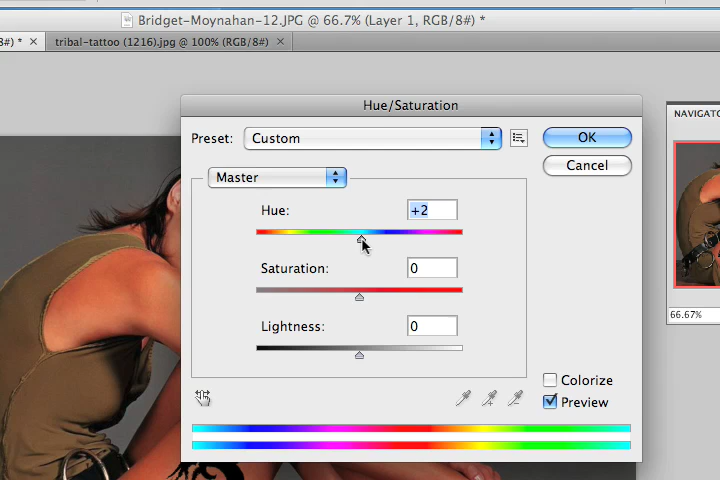 Bridget-Moynahan-12.JPG @ 66.7% (Layer 1, RGB/8#) *
8#) * × tribal-tattoo (1216).jpg @ 100% (RGB/8#) ×
Hue/Saturation
NAVIGATO
Preset: Custom OK
Cancel
Master
Hue: +2
Saturation: 0
Lightness: 0
66.67%
Colorize
Preview